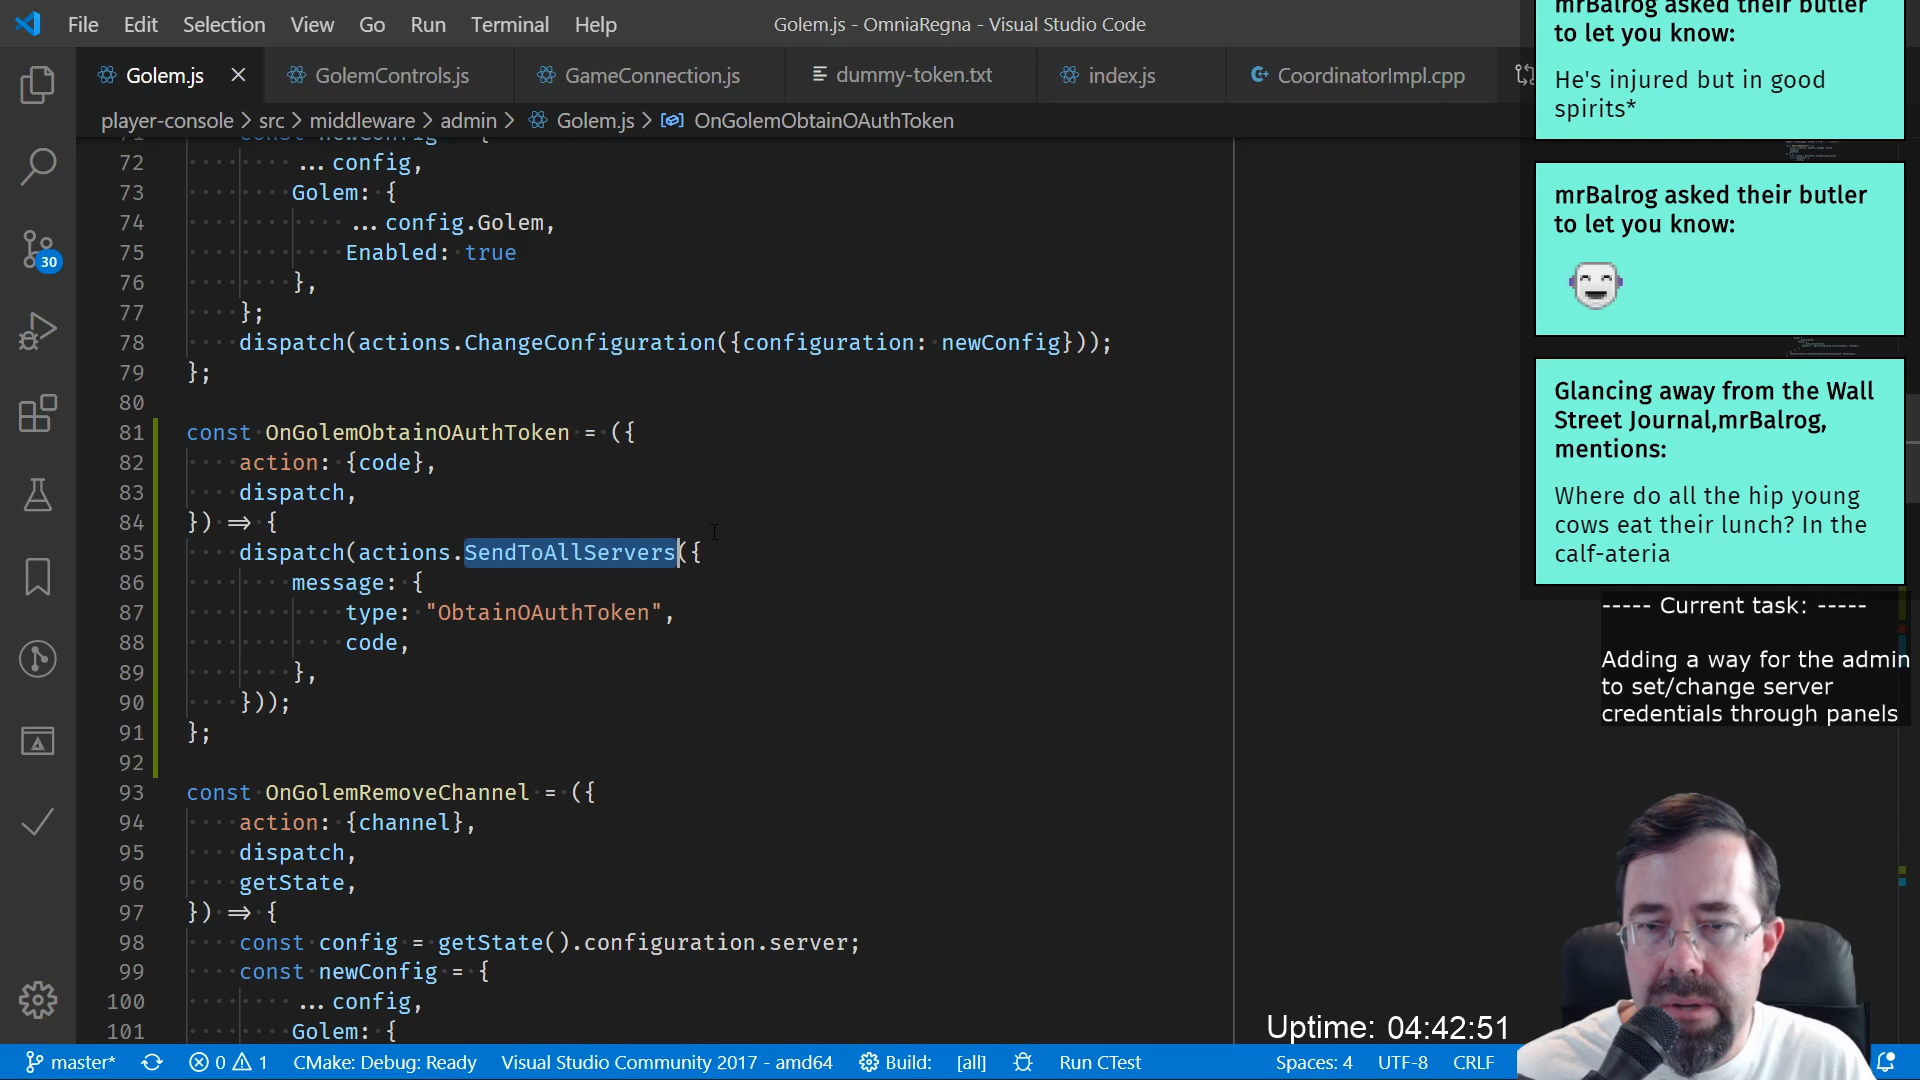 File Edit Selection View Go Run Terminal Help
Golem.js - OmniaRegna - Visual Studio Code
Golem.js
GolemControls.js
GameConnection.js
dummy-token.txt
index.js
CoordinatorImpl.cpp
player-console > src > middleware > admin > Golem.js > OnGolemObtainOAuthToken
72 ...config,
73 Golem: {
74 ...config.Golem,
75 Enabled: true
76 },
77 };
78 dispatch(actions.ChangeConfiguration({configuration: newConfig}));
79 };
80
81 const OnGolemObtainOAuthToken = ({
82 action: {code},
83 dispatch,
84 }) => {
85 dispatch(actions.SendToAllServers({
86 message: {
87 type: "ObtainOAuthToken",
88 code,
89 },
90 }));
91 };
92
93 const OnGolemRemoveChannel = ({
94 action: {channel},
95 dispatch,
96 getState,
97 }) => {
98 const config = getState().configuration.server;
99 const newConfig = {
100 ...config,
101 Golem: {
30
master* 0 1 CMake: Debug: Ready Visual Studio Community 2017 - amd64 Build: [all] Run CTest Spaces: 4 UTF-8 CRLF
mrBalrog asked their butler
to let you know:
He's injured but in good
spirits*
mrBalrog asked their butler
to let you know:
Glancing away from the Wall
Street Journal,mrBalrog,
mentions:
Where do all the hip young
cows eat their lunch? In the
calf-ateria
----- Current task: -----
Adding a way for the admin
to set/change server
credentials through panels
Uptime: 04:42:51